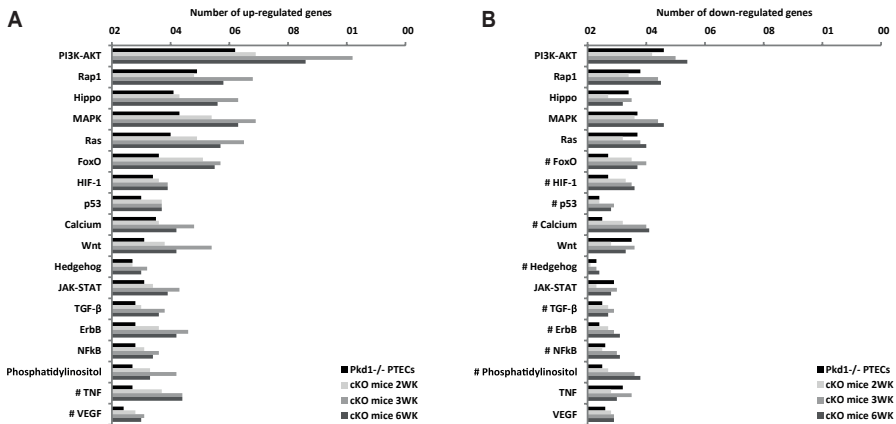 A
Number of up-regulated genes
02 04 06 08 01 00
PI3K-AKT
Rap1
Hippo
MAPK
Ras
FoxO
HIF-1
p53
Calcium
Wnt
Hedgehog
JAK-STAT
TGF-β
ErbB
NFkB
Phosphatidylinositol
# TNF
# VEGF
Pkd1-/- PTECs
cKO mice 2WK
cKO mice 3WK
cKO mice 6WK
B
Number of down-regulated genes
02 04 06 08 01 00
PI3K-AKT
Rap1
Hippo
MAPK
Ras
# FoxO
# HIF-1
# p53
# Calcium
Wnt
# Hedgehog
JAK-STAT
# TGF-β
# ErbB
# NFkB
# Phosphatidylinositol
TNF
VEGF
Pkd1-/- PTECs
cKO mice 2WK
cKO mice 3WK
cKO mice 6WK